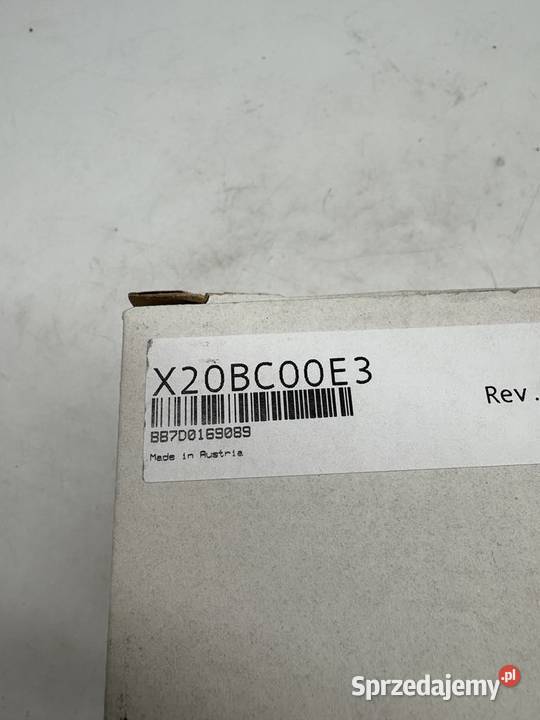 X20BC00E3
Rev.
BB7D0169089
Made in Austria
Sprzedajemy.pl